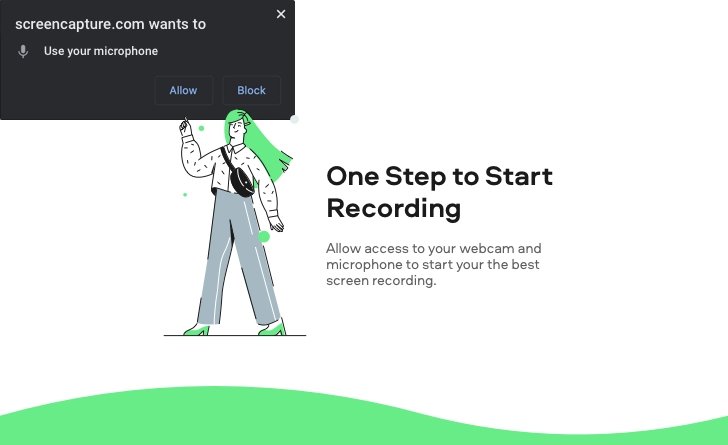 screencapture.com wants to
Use your microphone
Allow
Block
One Step to Start
Recording
Allow access to your webcam and
microphone to start your the best
screen recording.